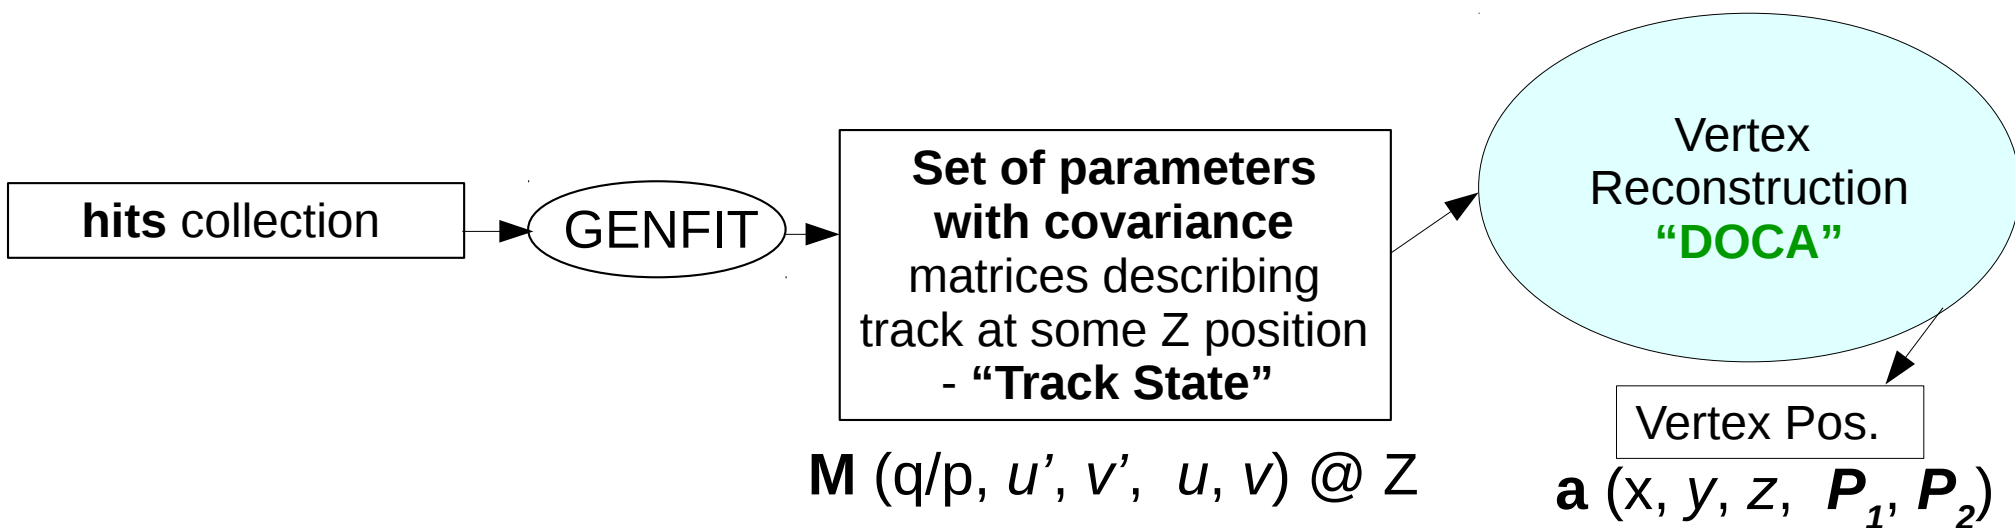 hits collection
GENFIT
Set of parameters
with covariance
matrices describing
track at some Z position
- “Track State”
M (q/p, u’, v’, u, v) @ Z
Vertex
Reconstruction
“DOCA”
Vertex Pos.
a (x, y, z, P₁, P₂)